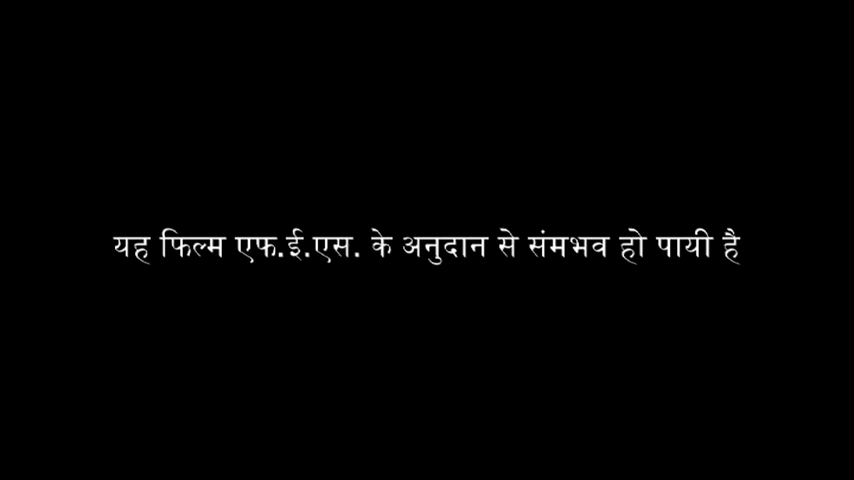 यह फिल्म एफ.ई.एस. के अनुदान से संमभव हो पायी है